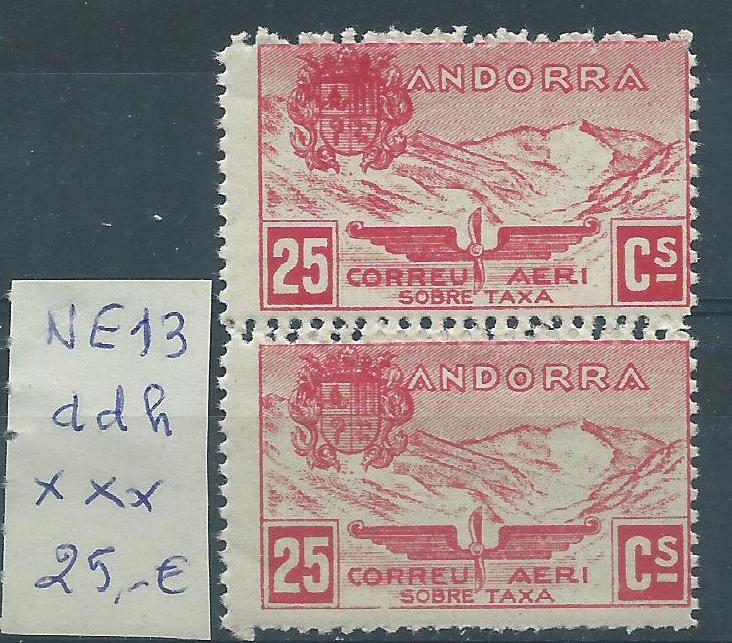 NE13
ddh
xxx
25,-€
ANDORRA
25
CORREU AERI
SOBRE TAXA
Cs
ANDORRA
25
CORREU AERI
SOBRE TAXA
Cs